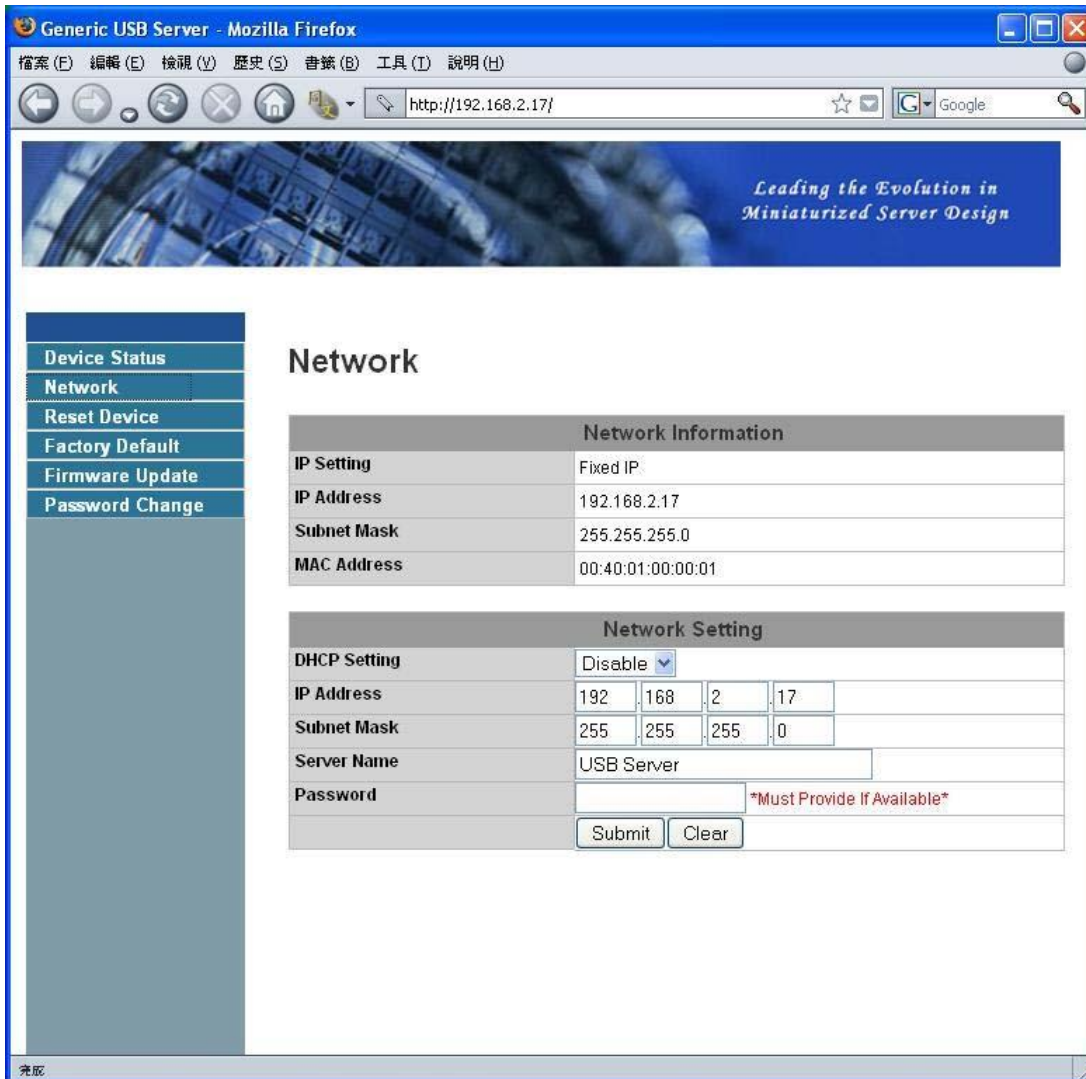 Generic USB Server - Mozilla Firefox
檔案(F) 編輯(E) 檢視(V) 歷史(S) 書籤(B) 工具(T) 說明(H)
http://192.168.2.17/ Google
Leading the Evolution in
Miniaturized Server Design
Device Status
Network
Reset Device
Factory Default
Firmware Update
Password Change
Network
Network Information
IP Setting Fixed IP
IP Address 192.168.2.17
Subnet Mask 255.255.255.0
MAC Address 00:40:01:00:00:01
Network Setting
DHCP Setting Disable
IP Address 192 . 168 . 2 . 17
Subnet Mask 255 . 255 . 255 . 0
Server Name USB Server
Password *Must Provide If Available*
Submit Clear
完成